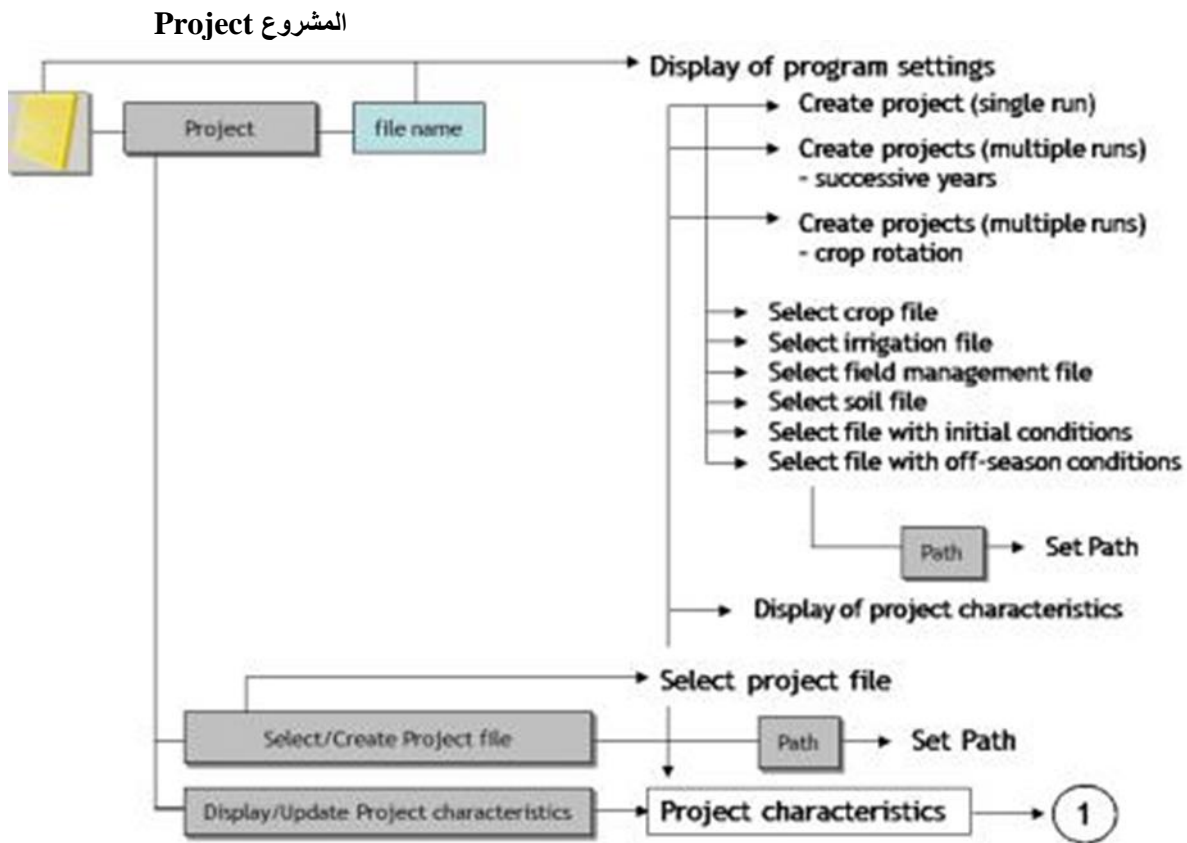 المشروع Project
Display of program settings
Project
file name
Create project (single run)
Create projects (multiple runs)
- successive years
Create projects (multiple runs)
- crop rotation
Select crop file
Select irrigation file
Select field management file
Select soil file
Select file with initial conditions
Select file with off-season conditions
Path
Set Path
Display of project characteristics
Select project file
Select/Create Project file
Path
Set Path
Display/Update Project characteristics
Project characteristics
1